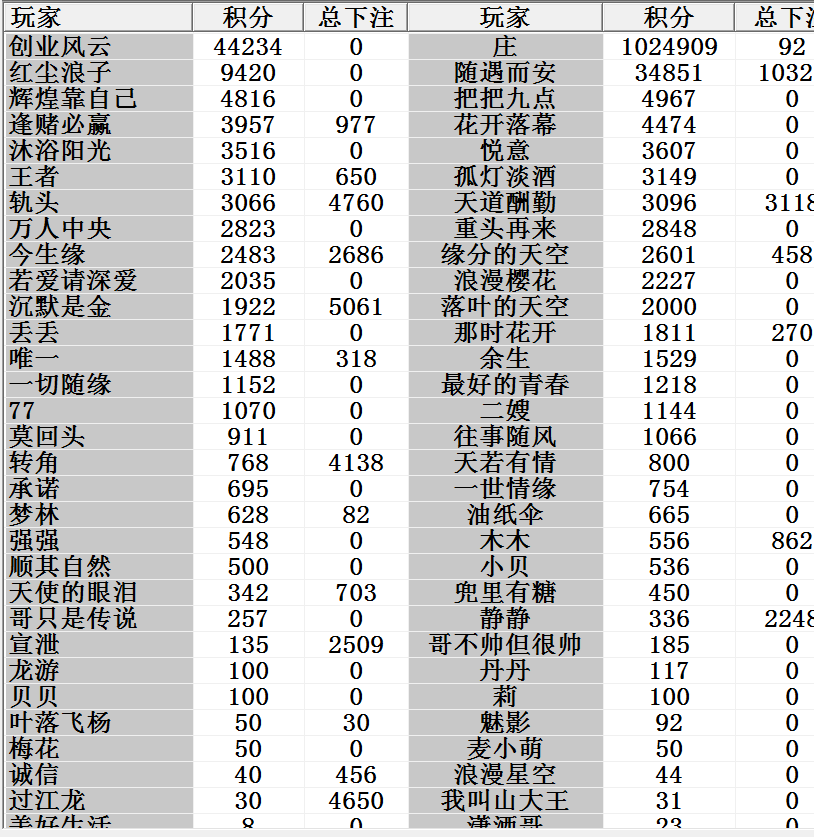 玩家 积分 总下注 玩家 积分 总下
创业风云 44234 0 庄 1024909 92
红尘浪子 9420 0 随遇而安 34851 1032
辉煌靠自己 4816 0 把把九点 4967 0
逢赌必赢 3957 977 花开落幕 4474 0
沐浴阳光 3516 0 悦意 3607 0
王者 3110 650 孤灯淡酒 3149 0
轨头 3066 4760 天道酬勤 3096 3118
万人中央 2823 0 重头再来 2848 0
今生缘 2483 2686 缘分的天空 2601 458
若爱请深爱 2035 0 浪漫樱花 2227 0
沉默是金 1922 5061 落叶的天空 2000 0
丢丢 1771 0 那时花开 1811 270
唯一 1488 318 余生 1529 0
一切随缘 1152 0 最好的青春 1218 0
77 1070 0 二嫂 1144 0
莫回头 911 0 往事随风 1066 0
转角 768 4138 天若有情 800 0
承诺 695 0 一世情缘 754 0
梦林 628 82 油纸伞 665 0
强强 548 0 木木 556 862
顺其自然 500 0 小贝 536 0
天使的眼泪 342 703 兜里有糖 450 0
哥只是传说 257 0 静静 336 2248
宣泄 135 2509 哥不帅但很帅 185 0
龙游 100 0 丹丹 117 0
贝贝 100 0 莉 100 0
叶落飞杨 50 30 魅影 92 0
梅花 50 0 麦小萌 50 0
诚信 40 456 浪漫星空 44 0
过江龙 30 4650 我叫山大王 31 0
美好生活 8 0 潇洒哥 23 0